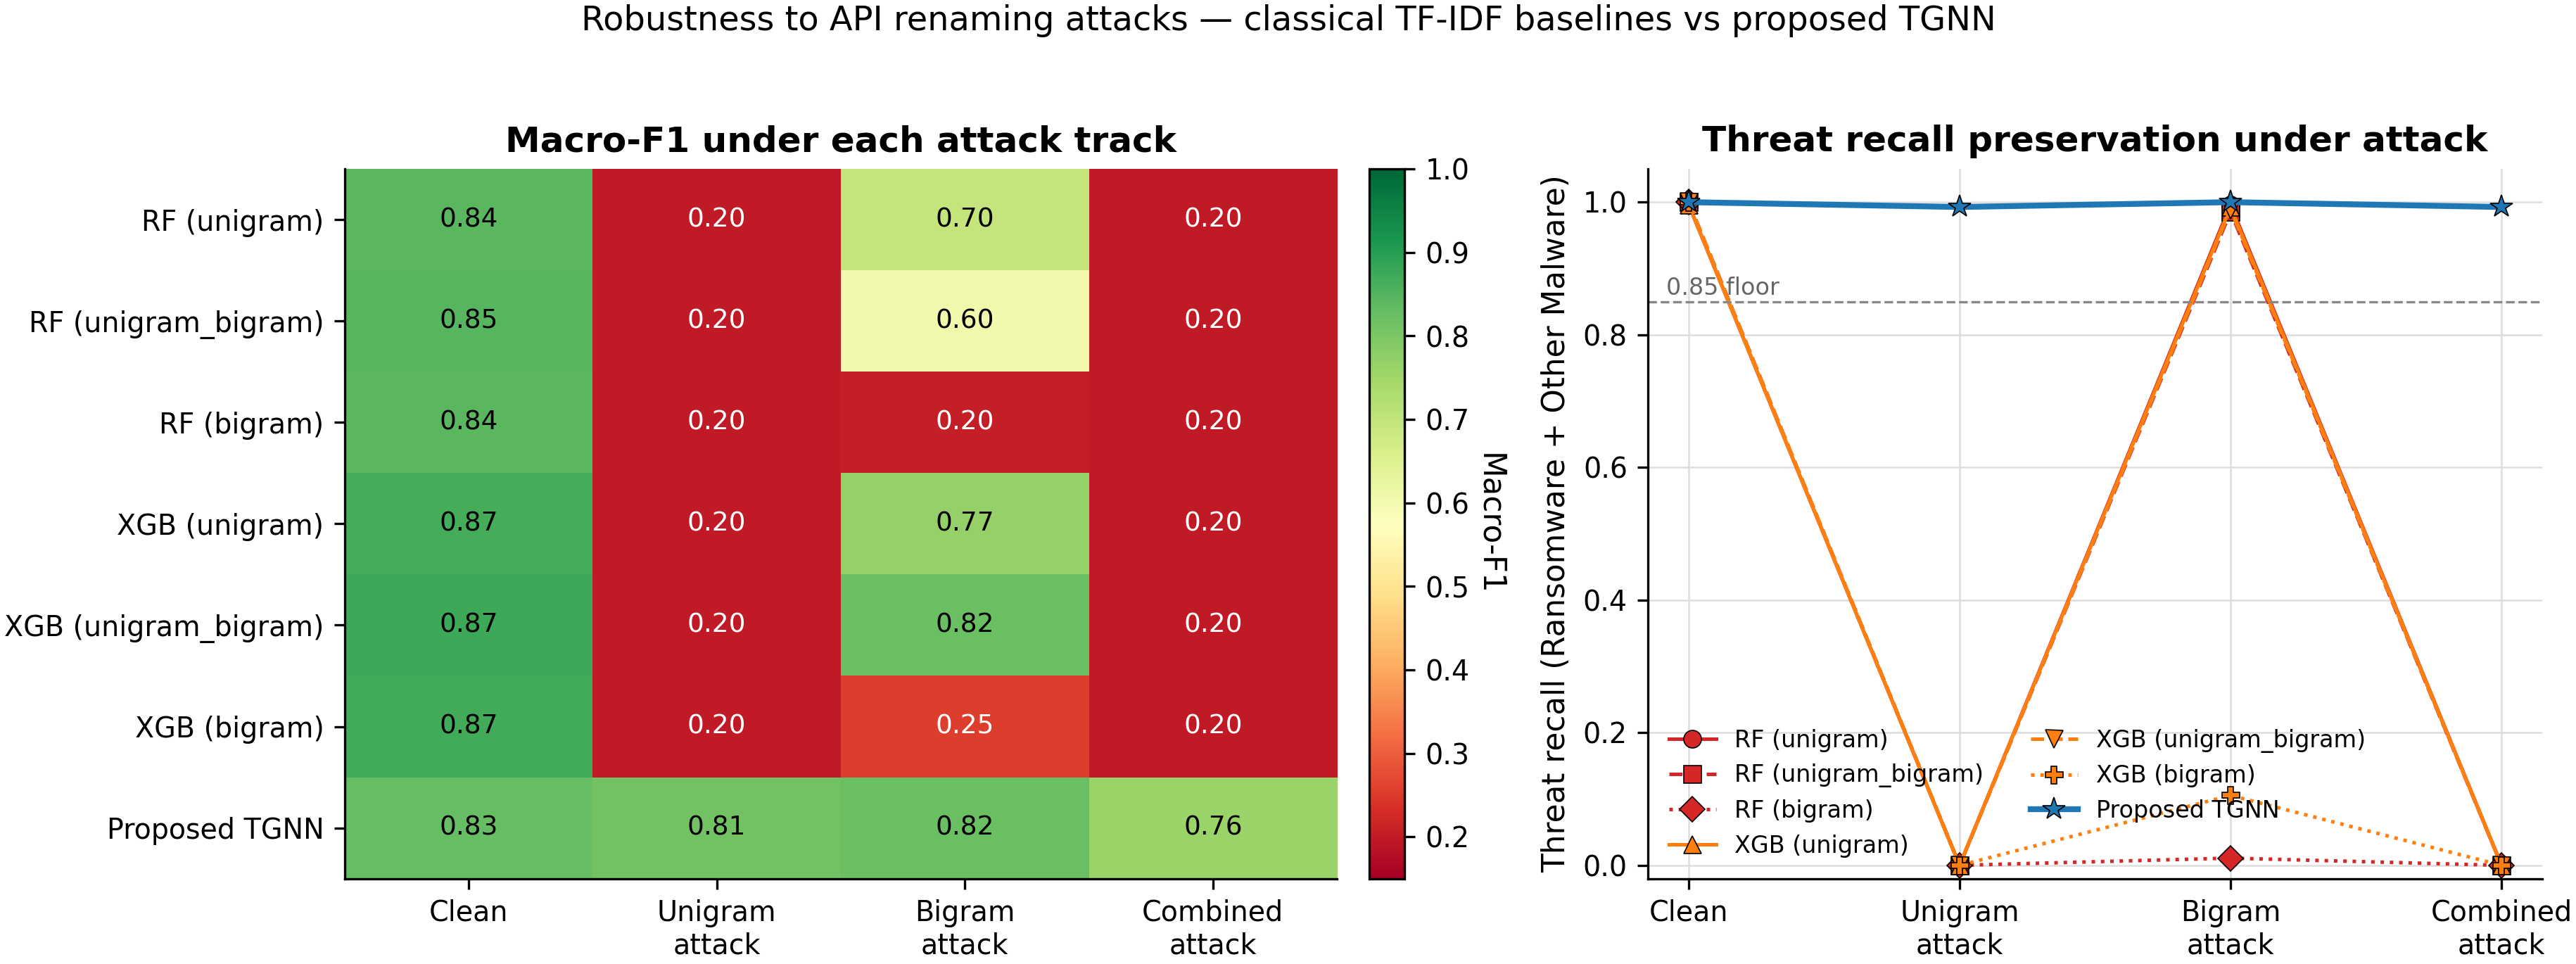 Robustness to API renaming attacks — classical TF-IDF baselines vs proposed TGNN
Macro-F1 under each attack track
RF (unigram) 0.84 0.20 0.70 0.20
RF (unigram_bigram) 0.85 0.20 0.60 0.20
RF (bigram) 0.84 0.20 0.20 0.20
XGB (unigram) 0.87 0.20 0.77 0.20
XGB (unigram_bigram) 0.87 0.20 0.82 0.20
XGB (bigram) 0.87 0.20 0.25 0.20
Proposed TGNN 0.83 0.81 0.82 0.76
Clean Unigram Bigram Combined
attack attack attack
1.0
0.9
0.8
0.7
0.6
0.5
0.4
0.3
0.2
Macro-F1
Threat recall preservation under attack
Threat recall (Ransomware + Other Malware)
1.0
0.8
0.6
0.4
0.2
0.0
0.85 floor
RF (unigram)
RF (unigram_bigram)
RF (bigram)
XGB (unigram)
XGB (unigram_bigram)
XGB (bigram)
Proposed TGNN
Clean Unigram Bigram Combined
attack attack attack